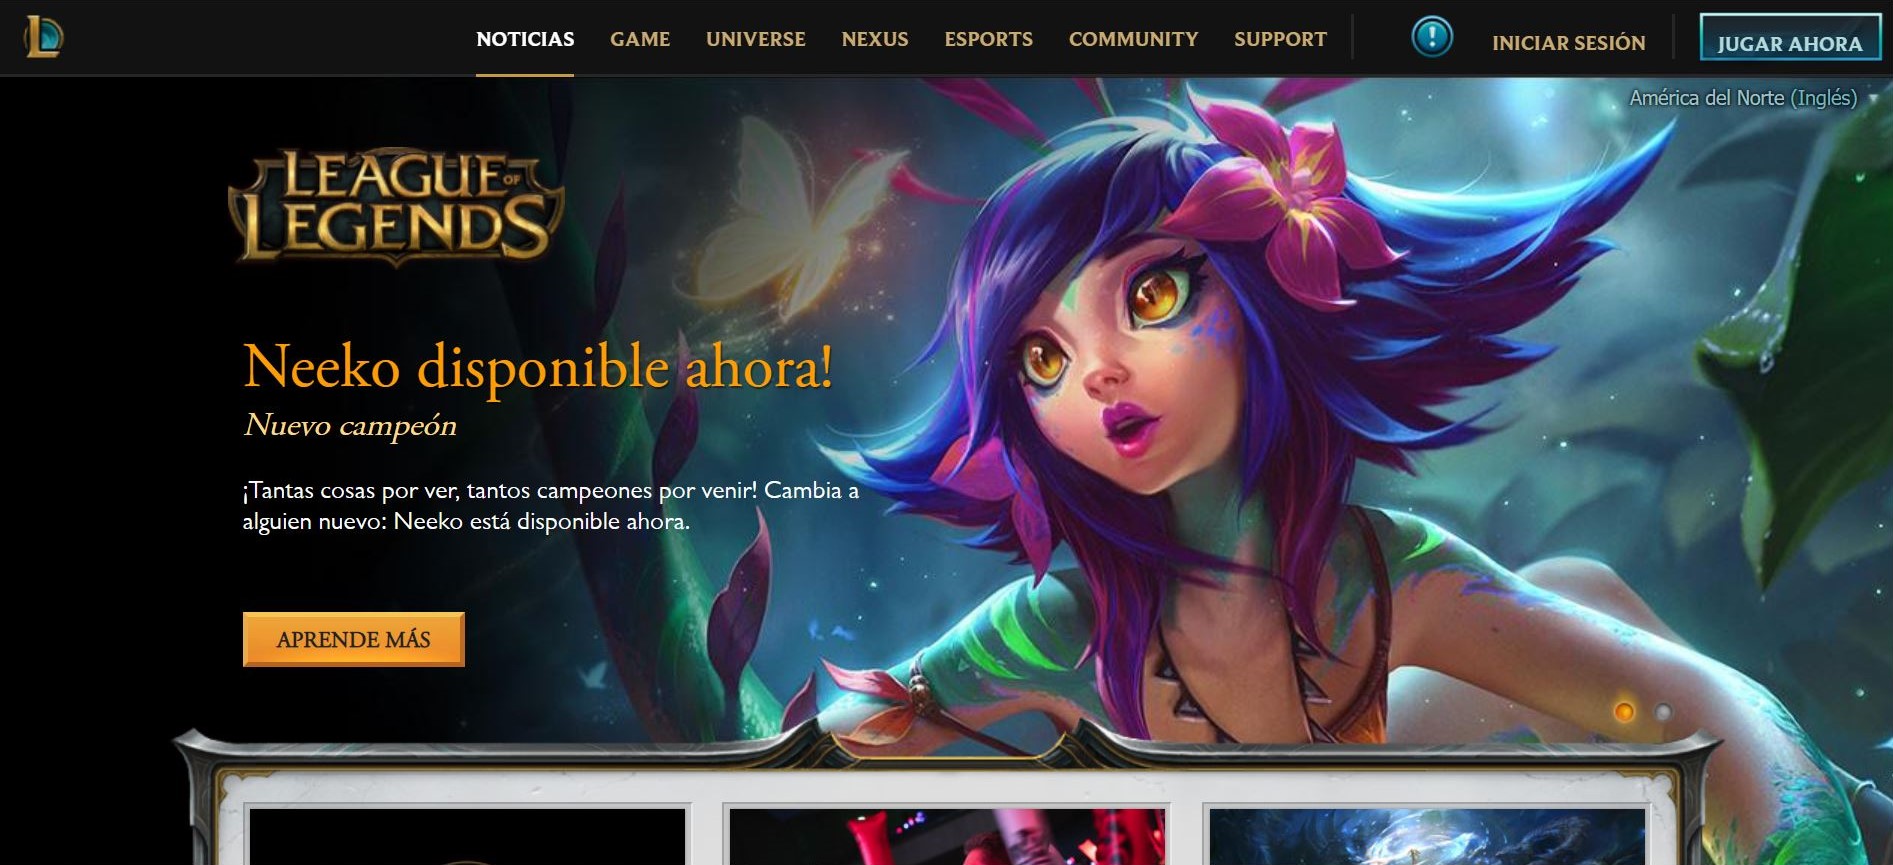 NOTICIAS GAME UNIVERSE NEXUS ESPORTS COMMUNITY SUPPORT INICIAR SESIÓN JUGAR AHORA
América del Norte (Inglés)
LEAGUE OF
LEGENDS
Neeko disponible ahora!
Nuevo campeón
¡Tantas cosas por ver, tantos campeones por venir! Cambia a
alguien nuevo: Neeko está disponible ahora.
APRENDE MÁS